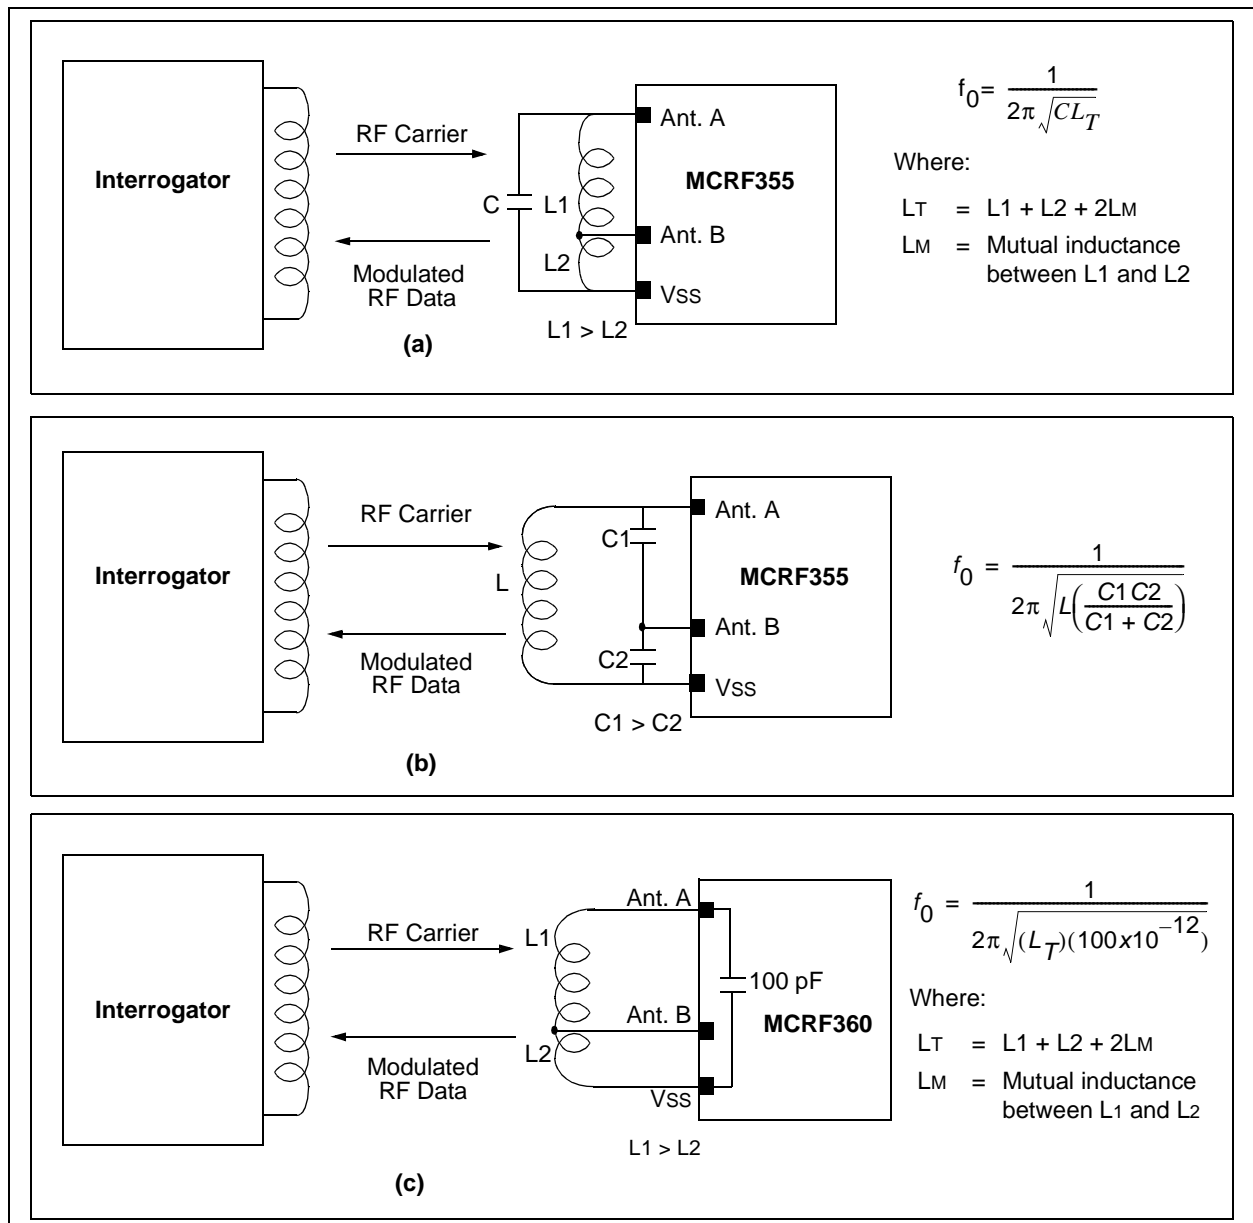 Interrogator
RF Carrier
Modulated
RF Data
C
L1
L2
L1 > L2
Ant. A
MCRF355
Ant. B
VSS
f0= 1 / 2π√CLT
Where:
LT = L1 + L2 + 2LM
LM = Mutual inductance
between L1 and L2
(a)
Interrogator
RF Carrier
Modulated
RF Data
L
C1
C2
C1 > C2
Ant. A
MCRF355
Ant. B
VSS
f0 = 1 / 2π√L(C1 C2 / C1 + C2)
(b)
Interrogator
RF Carrier
Modulated
RF Data
L1
L2
Ant. A
Ant. B
VSS
100 pF
MCRF360
L1 > L2
f0 = 1 / 2π√(LT)(100x10−12)
Where:
LT = L1 + L2 + 2LM
LM = Mutual inductance
between L1 and L2
(c)